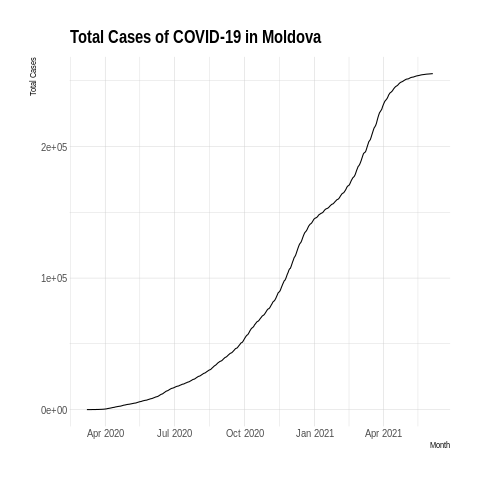 Total Cases of COVID-19 in Moldova
Total Cases
2e+05
1e+05
0e+00
Apr 2020 Jul 2020 Oct 2020 Jan 2021 Apr 2021
Month